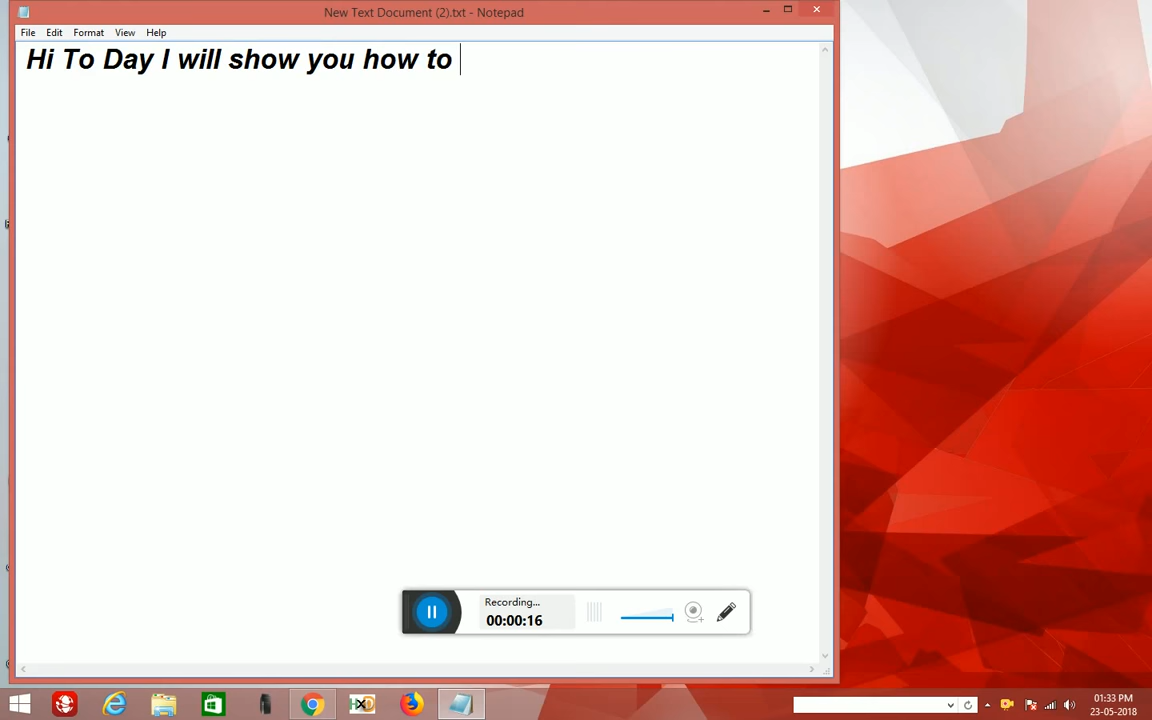 New Text Document (2).txt - Notepad
File Edit Format View Help
Hi To Day I will show you how to
Recording...
00:00:16
HXD
01:33 PM
23-05-2018